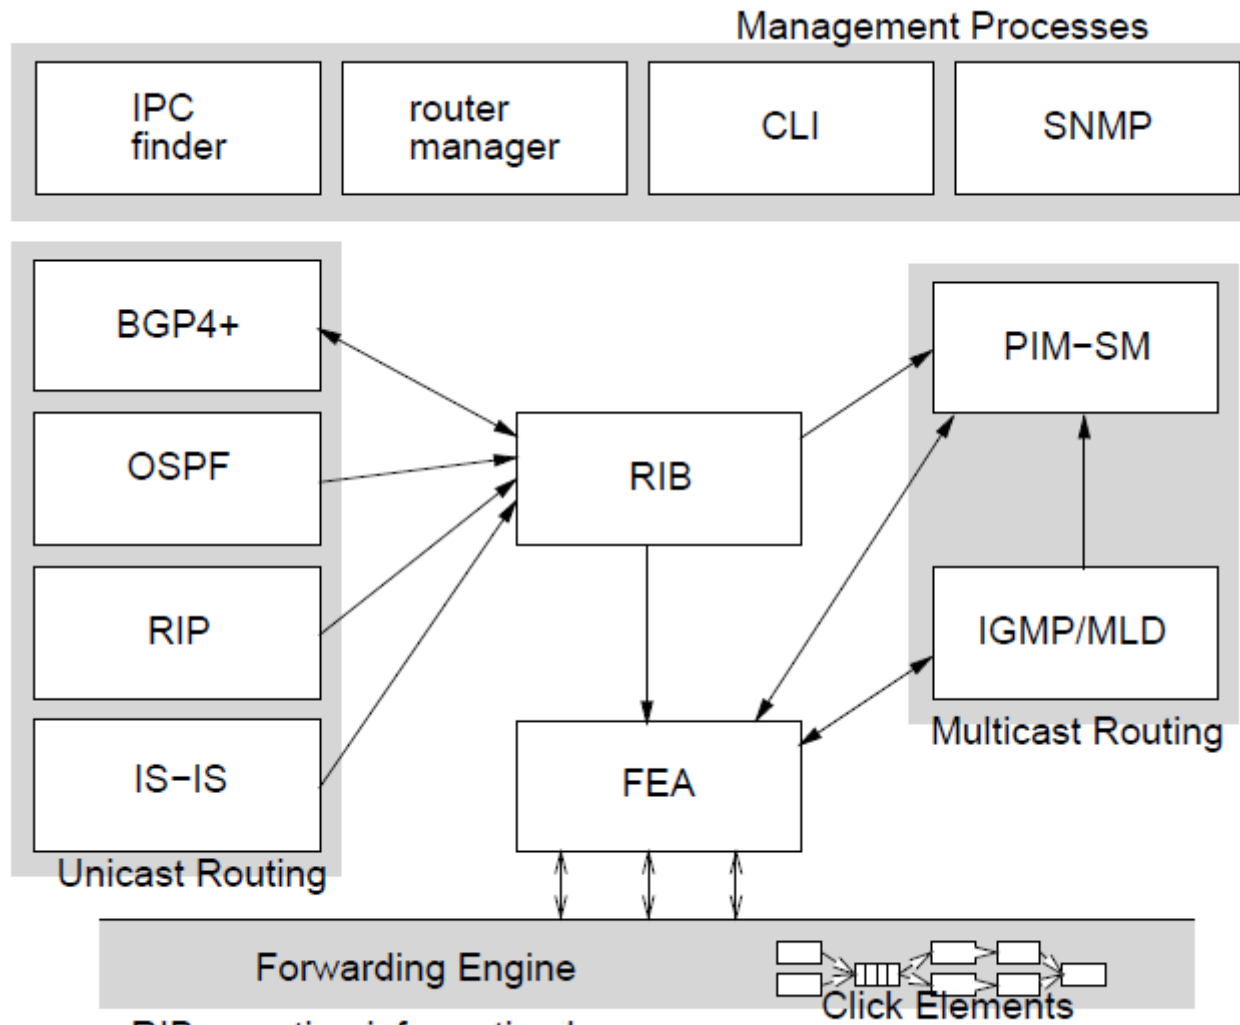 Management Processes
IPC
finder
router
manager
CLI
SNMP
BGP4+
OSPF
RIP
IS−IS
Unicast Routing
RIB
FEA
PIM−SM
IGMP/MLD
Multicast Routing
Forwarding Engine
Click Elements